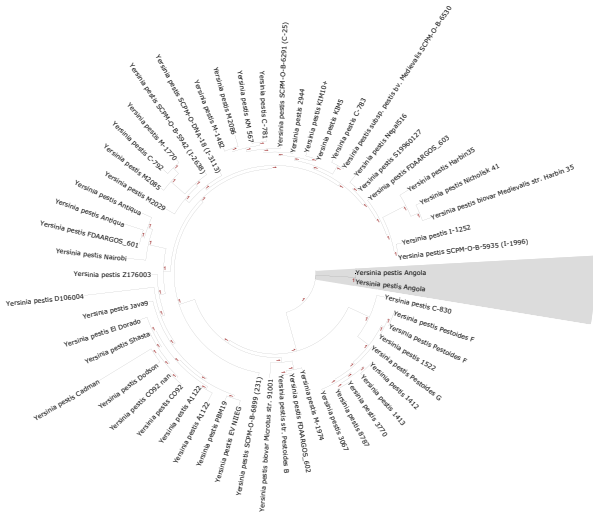 Yersinia pestis subsp. pestis bv. Medievalis SCPM-O-B-6530
Yersinia pestis Nepal516
Yersinia pestis S19960127
Yersinia pestis FDAARGOS_603
Yersinia pestis Harbin35
Yersinia pestis Nicholisk 41
Yersinia pestis biovar Medievalis str. Harbin 35
Yersinia pestis I-1252
Yersinia pestis SCPM-O-B-5935 (I-1996)
Yersinia pestis Angola
Yersinia pestis Angola
Yersinia pestis C-830
Yersinia pestis Pestoides F
Yersinia pestis Pestoides F
Yersinia pestis 1522
Yersinia pestis Pestoides G
Yersinia pestis 1412
Yersinia pestis 1413
Yersinia pestis 3770
Yersinia pestis 8787
Yersinia pestis 3067
Yersinia pestis M-1974
Yersinia pestis FDAARGOS_602
Yersinia pestis str. Pestoides B
Yersinia pestis biovar Microtus str. 91001
Yersinia pestis SCPM-O-B-6899 (231)
Yersinia pestis EV NIIEG
Yersinia pestis PBM19
Yersinia pestis A1122
Yersinia pestis A1122
Yersinia pestis CO92
Yersinia pestis CO92 nan
Yersinia pestis Dodson
Yersinia pestis Cadman
Yersinia pestis Shasta
Yersinia pestis El Dorado
Yersinia pestis Java9
Yersinia pestis D106004
Yersinia pestis Z176003
Yersinia pestis Nairobi
Yersinia pestis FDAARGOS_601
Yersinia pestis Antiqua
Yersinia pestis Antiqua
Yersinia pestis M2029
Yersinia pestis M2085
Yersinia pestis C-792
Yersinia pestis M-1770
Yersinia pestis SCPM-O-B-5942 (I-2638)
Yersinia pestis SCPM-O-DNA-18 (I-3113)
Yersinia pestis M-1482
Yersinia pestis M2086
Yersinia pestis KM 567
Yersinia pestis C-781
Yersinia pestis SCPM-O-B-6291 (C-25)
Yersinia pestis 2944
Yersinia pestis KIM10+
Yersinia pestis KIM5
Yersinia pestis C-783